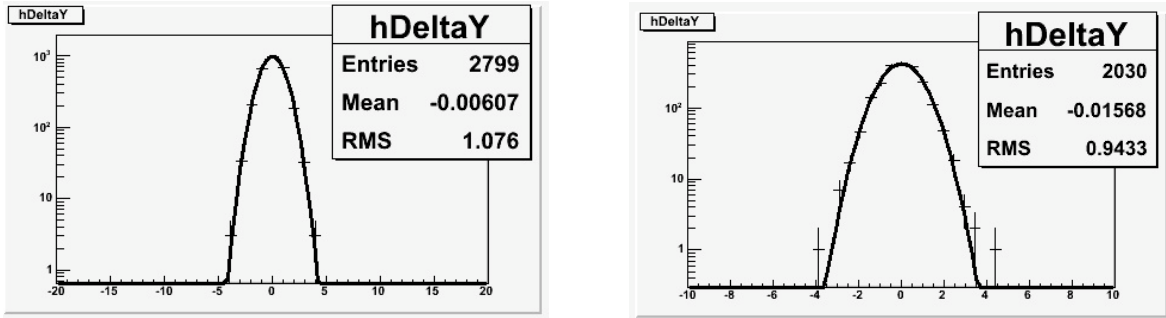 hDeltaY
hDeltaY
Entries 2799
Mean -0.00607
RMS 1.076
10³
10²
10
1
-20 -15 -10 -5 0 5 10 15 20
hDeltaY
hDeltaY
Entries 2030
Mean -0.01568
RMS 0.9433
10²
10
1
-10 -8 -6 -4 -2 0 2 4 6 8 10